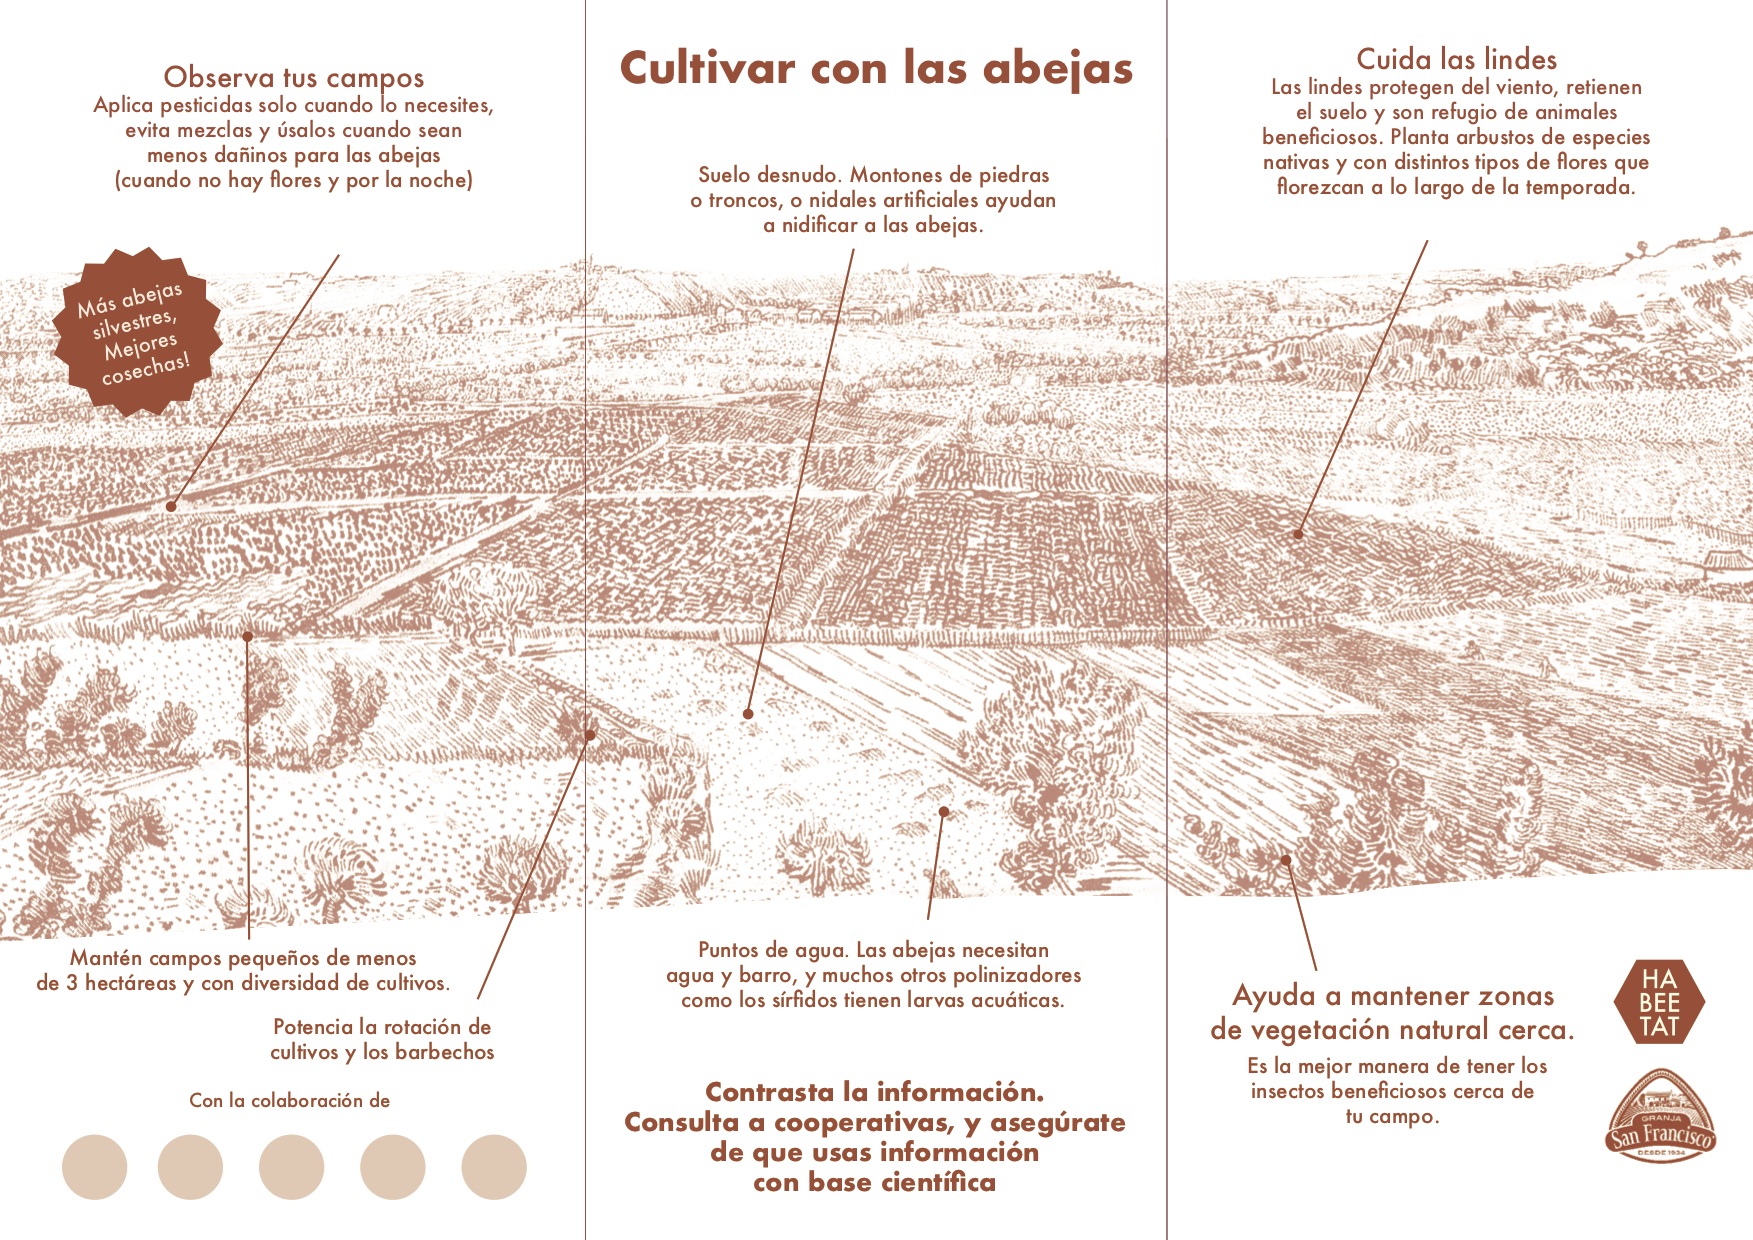 Observa tus campos
Aplica pesticidas solo cuando lo necesites,
evita mezclas y úsalos cuando sean
menos dañinos para las abejas
(cuando no hay flores y por la noche)
Más abejas
silvestres,
Mejores
cosechas!
Mantén campos pequeños de menos
de 3 hectáreas y con diversidad de cultivos.
Potencia la rotación de
cultivos y los barbechos
Con la colaboración de
Cultivar con las abejas
Suelo desnudo. Montones de piedras
o troncos, o nidales artificiales ayudan
a nidificar a las abejas.
Puntos de agua. Las abejas necesitan
agua y barro, y muchos otros polinizadores
como los sírfidos tienen larvas acuáticas.
Contrasta la información.
Consulta a cooperativas, y asegúrate
de que usas información
con base científica
Cuida las lindes
Las lindes protegen del viento, retienen
el suelo y son refugio de animales
beneficiosos. Planta arbustos de especies
nativas y con distintos tipos de flores que
florezcan a lo largo de la temporada.
Ayuda a mantener zonas
de vegetación natural cerca.
Es la mejor manera de tener los
insectos beneficiosos cerca de
tu campo.
HA
BEE
TAT
GRANJA
San Francisco
DESDE 1934